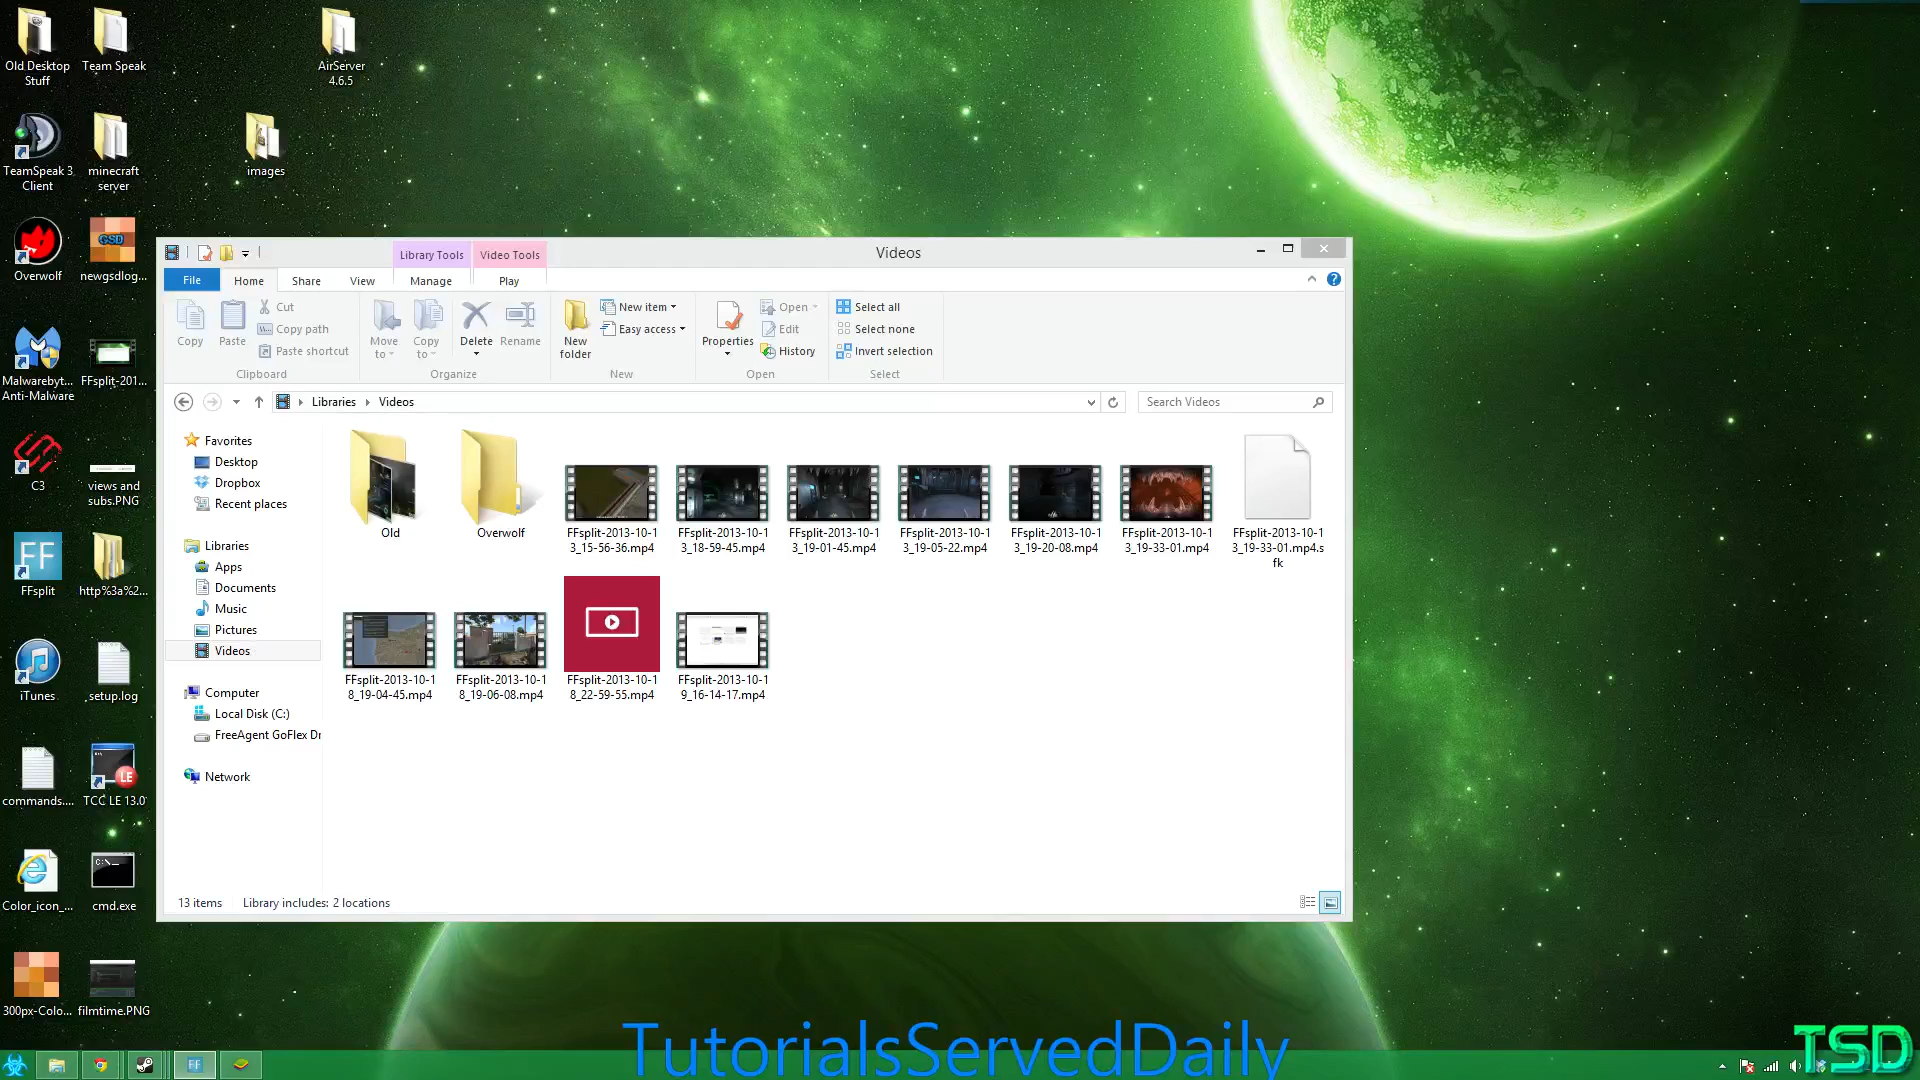 Old Desktop
Stuff
Team Speak
AirServer
4.6.5
TeamSpeak 3
Client
minecraft
server
images
Overwolf
GSD
newgsdlog...
Malwarebyt...
Anti-Malware
FFsplit-201...
C3
views and
subs.PNG
FF
FFsplit
http%3a%2...
iTunes
setup.log
commands....
LE
TCC LE 13.0
Color_icon_...
C:\_
cmd.exe
300px-Colo...
filmtime.PNG
Library Tools
Video Tools
Videos
File
Home
Share
View
Manage
Play
Copy
Paste
Cut
Copy path
Paste shortcut
Clipboard
Move
to
Copy
to
Delete
Rename
Organize
New
folder
New item
Easy access
New
Properties
Open
Edit
History
Open
Select all
Select none
Invert selection
Select
Libraries
Videos
Search Videos
Favorites
Desktop
Dropbox
Recent places
Libraries
Apps
Documents
Music
Pictures
Videos
Computer
Local Disk (C:)
FreeAgent GoFlex Dr
Network
Old
Overwolf
FFsplit-2013-10-1
3_15-56-36.mp4
FFsplit-2013-10-1
3_18-59-45.mp4
FFsplit-2013-10-1
3_19-01-45.mp4
FFsplit-2013-10-1
3_19-05-22.mp4
FFsplit-2013-10-1
3_19-20-08.mp4
FFsplit-2013-10-1
3_19-33-01.mp4
FFsplit-2013-10-1
3_19-33-01.mp4.s
fk
FFsplit-2013-10-1
8_19-04-45.mp4
FFsplit-2013-10-1
8_19-06-08.mp4
FFsplit-2013-10-1
8_22-59-55.mp4
FFsplit-2013-10-1
9_16-14-17.mp4
13 items
Library includes: 2 locations
TutorialsServedDaily
FF
TSD